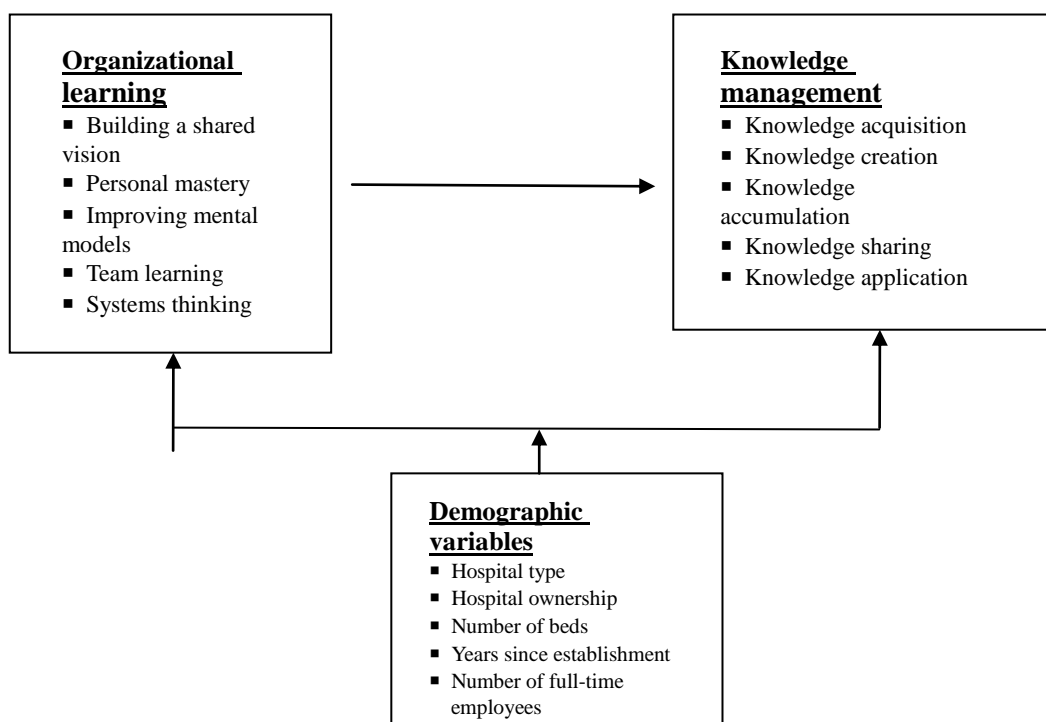 Organizational
learning
▪ Building a shared
vision
▪ Personal mastery
▪ Improving mental
models
▪ Team learning
▪ Systems thinking
Knowledge
management
▪ Knowledge acquisition
▪ Knowledge creation
▪ Knowledge
accumulation
▪ Knowledge sharing
▪ Knowledge application
Demographic
variables
▪ Hospital type
▪ Hospital ownership
▪ Number of beds
▪ Years since establishment
▪ Number of full-time
employees